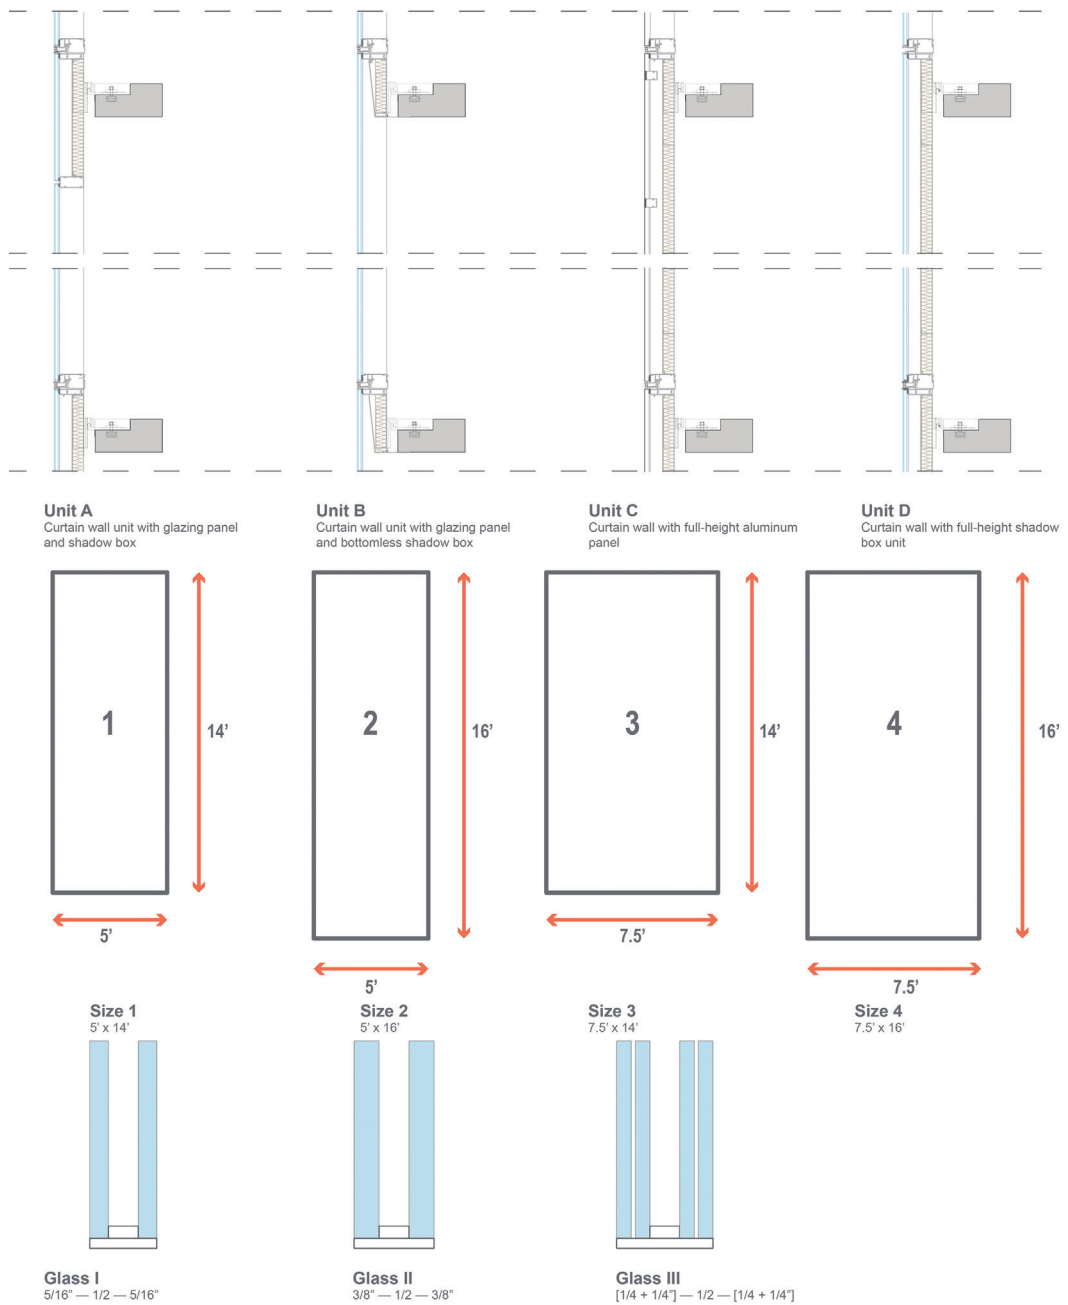 Unit A
Curtain wall unit with glazing panel
and shadow box
Unit B
Curtain wall unit with glazing panel
and bottomless shadow box
Unit C
Curtain wall with full-height aluminum
panel
Unit D
Curtain wall with full-height shadow
box unit
1
14’
5’
2
16’
5’
3
14’
7.5’
4
16’
7.5’
Size 1
5’ x 14’
Size 2
5’ x 16’
Size 3
7.5’ x 14’
Size 4
7.5’ x 16’
Glass I
5/16” — 1/2 — 5/16”
Glass II
3/8” — 1/2 — 3/8”
Glass III
[1/4 + 1/4”] — 1/2 — [1/4 + 1/4”]